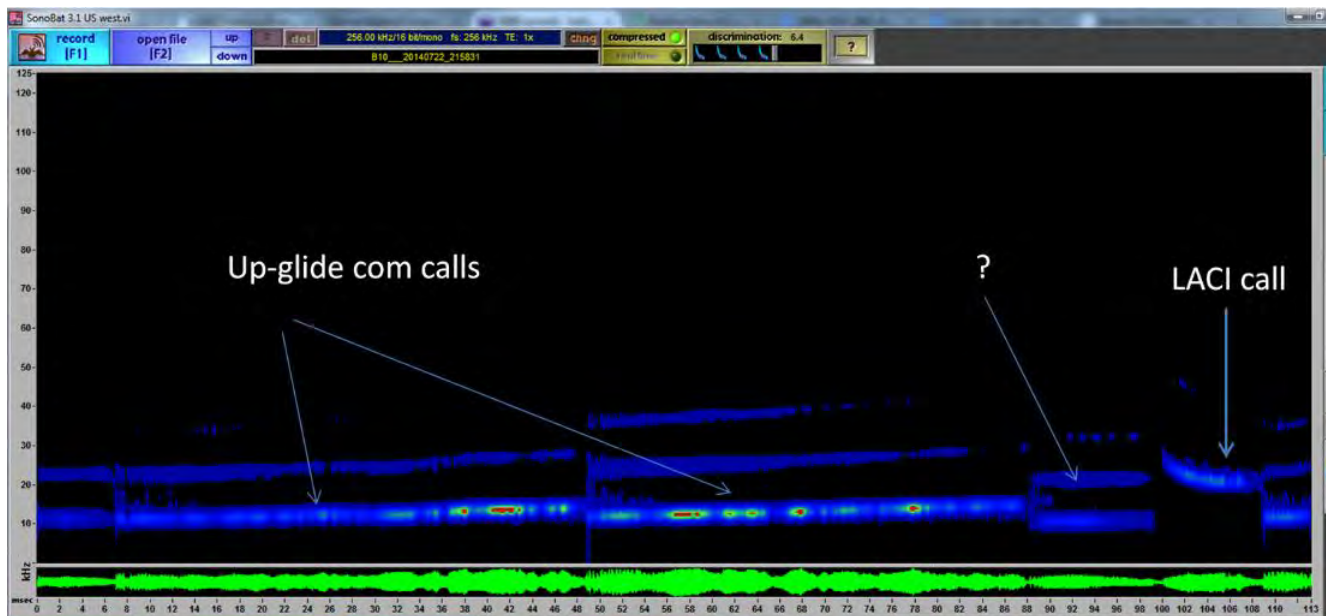 SonoBat 3.1 US west.vi
record
[F1]
open file
[F2]
up
down
del
256.00 kHz/16 bit/mono fs: 256 kHz TE: 1x
B10___20140722_215831
chng
compressed
real time
discrimination: 6.4
?
125-
120-
110-
100-
90-
80-
70-
60-
50-
40-
30-
20-
10-
2
kHz
Up-glide com calls
?
LACI call
msec
0 2 4 6 8 10 12 14 16 18 20 22 24 26 28 30 32 34 36 38 40 42 44 46 48 50 52 54 56 58 60 62 64 66 68 70 72 74 76 78 80 82 84 86 88 90 92 94 96 98 100 102 104 106 108 111 113